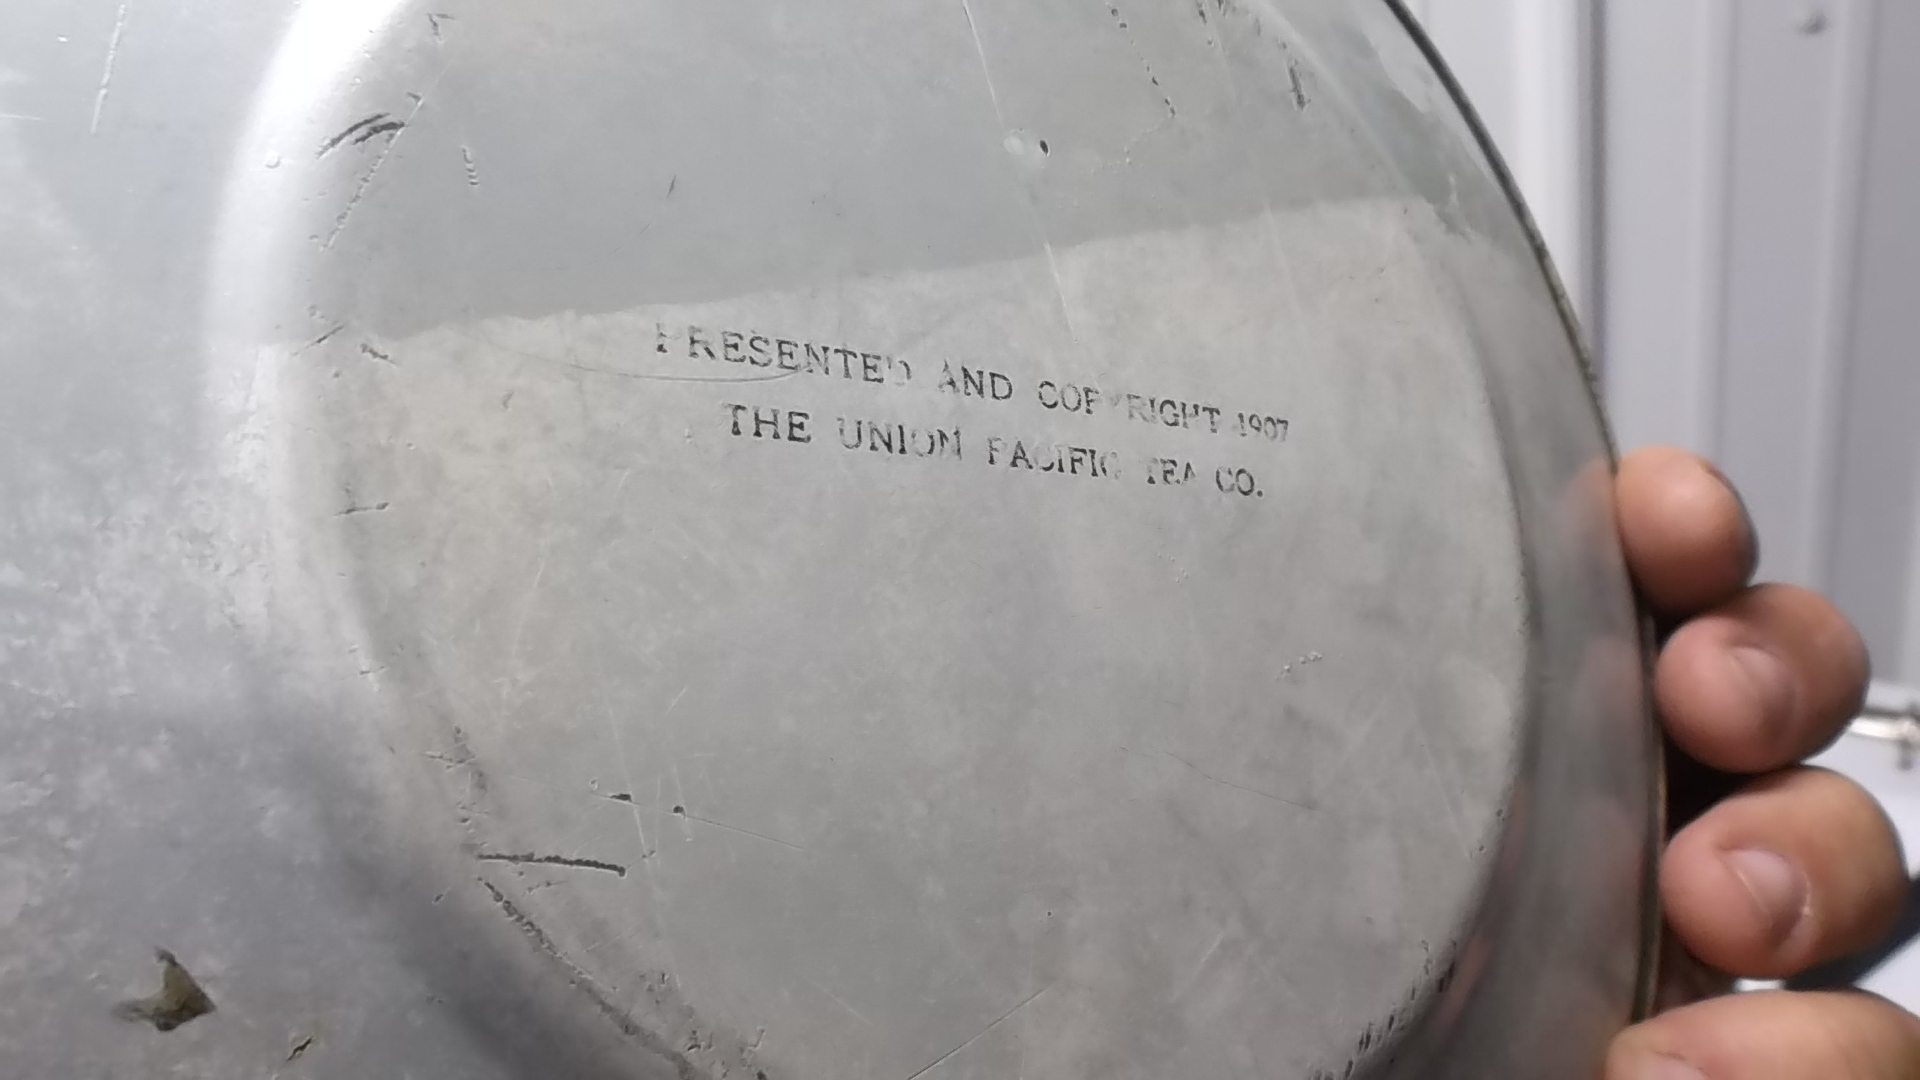 PRESENTED AND COPYRIGHT 1907
THE UNION PACIFIC TEA CO.